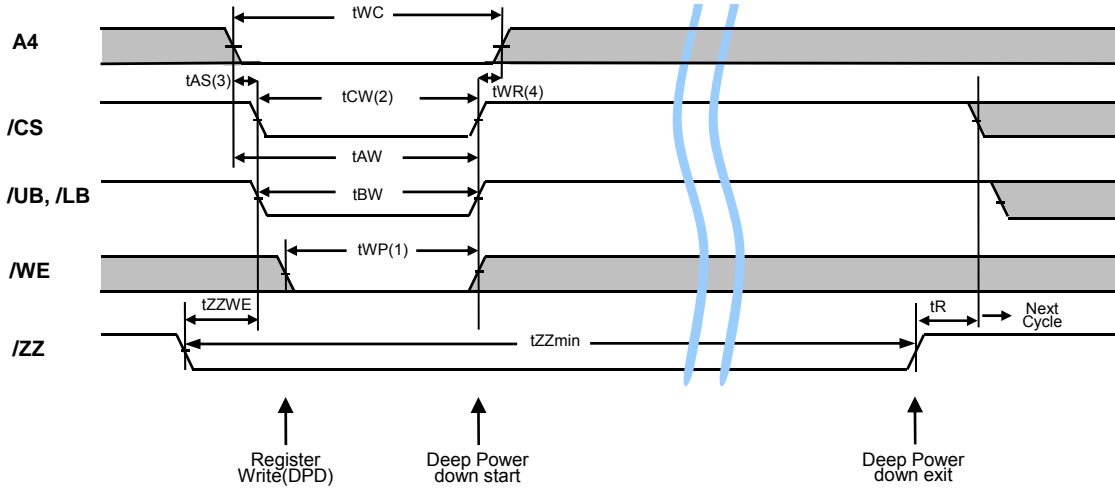 tWC
A4
tAS(3)
tCW(2)
tWR(4)
/CS
tAW
/UB, /LB
tBW
tWP(1)
/WE
tZZWE
tR
Next
Cycle
/ZZ
tZZmin
Register
Write(DPD)
Deep Power
down start
Deep Power
down exit